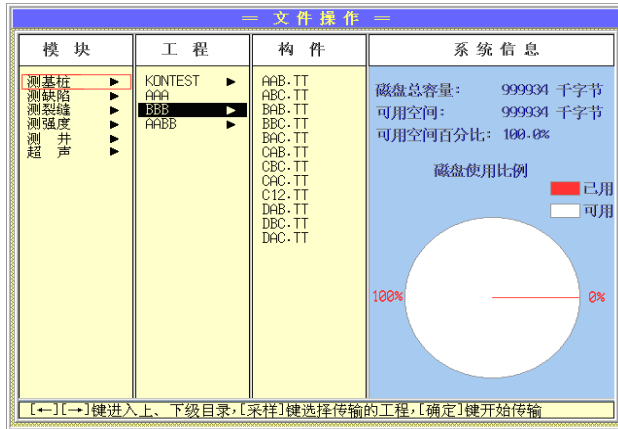 = 文件操作 =
模 块
工 程
构 件
系 统 信 息
测基桩 ▶
测缺陷 ▶
测裂缝 ▶
测强度 ▶
测 井 ▶
超 声 ▶
KONTEST ▶
AAA
BBB ▶
AABB ▶
AAB.TT
ABC.TT
BAB.TT
BBC.TT
BAC.TT
CAB.TT
CBC.TT
CAC.TT
C12.TT
DAB.TT
DBC.TT
DAC.TT
磁盘总容量: 999934 千字节
可用空间: 999934 千字节
可用空间百分比: 100.0%
磁盘使用比例
已用
可用
100%
0%
[←][→]键进入上、下级目录,[采样]键选择传输的工程,[确定]键开始传输